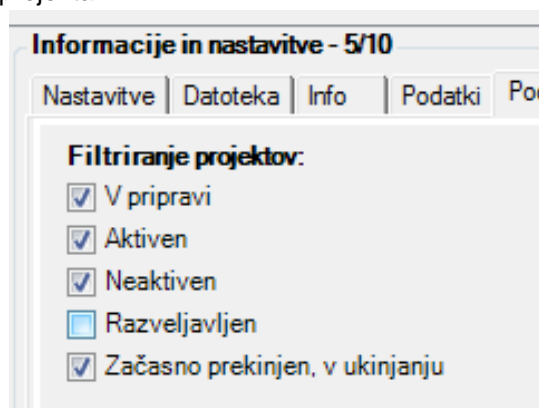 Informacije in nastavitve - 5/10
Nastavitve Datoteka Info Podatki
Filtriranje projektov:
V pripravi
Aktiven
Neaktiven
Razveljavljen
Začasno prekinjen, v ukinjanju